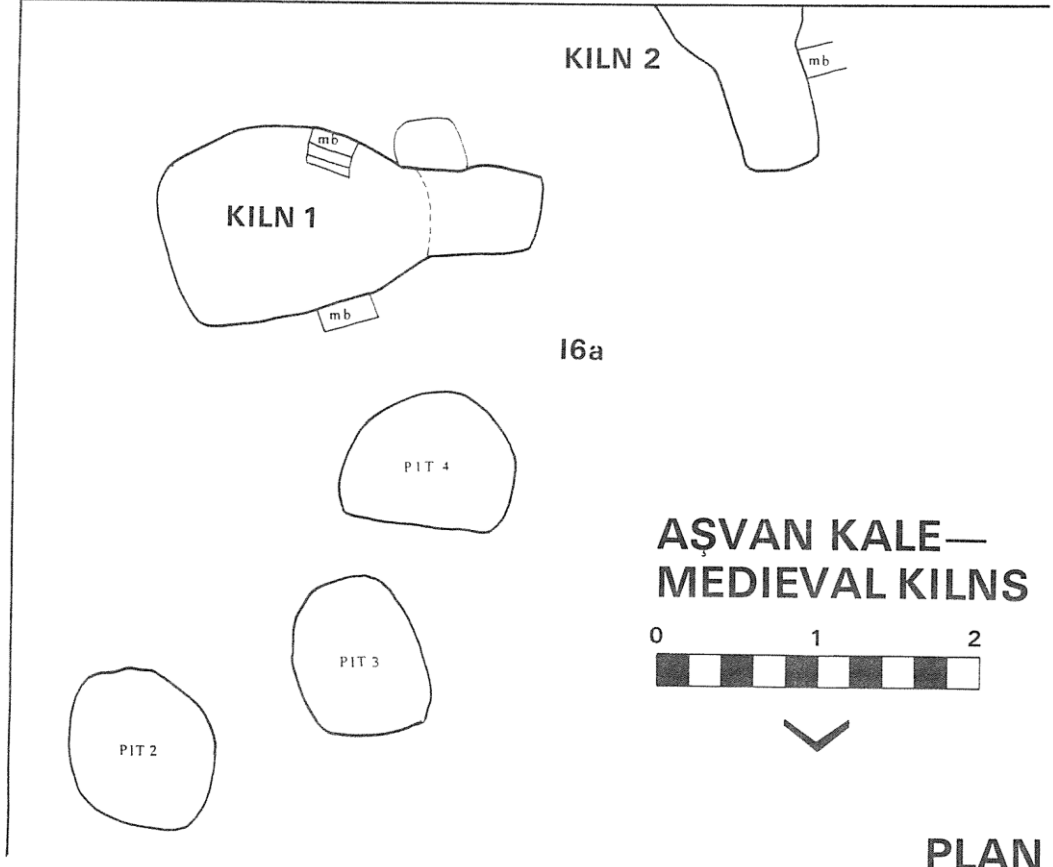 KILN 2
mb
mb
KILN 1
mb
I6a
PIT 4
AŞVAN KALE—
MEDIEVAL KILNS
0 1 2
PIT 3
PIT 2
PLAN